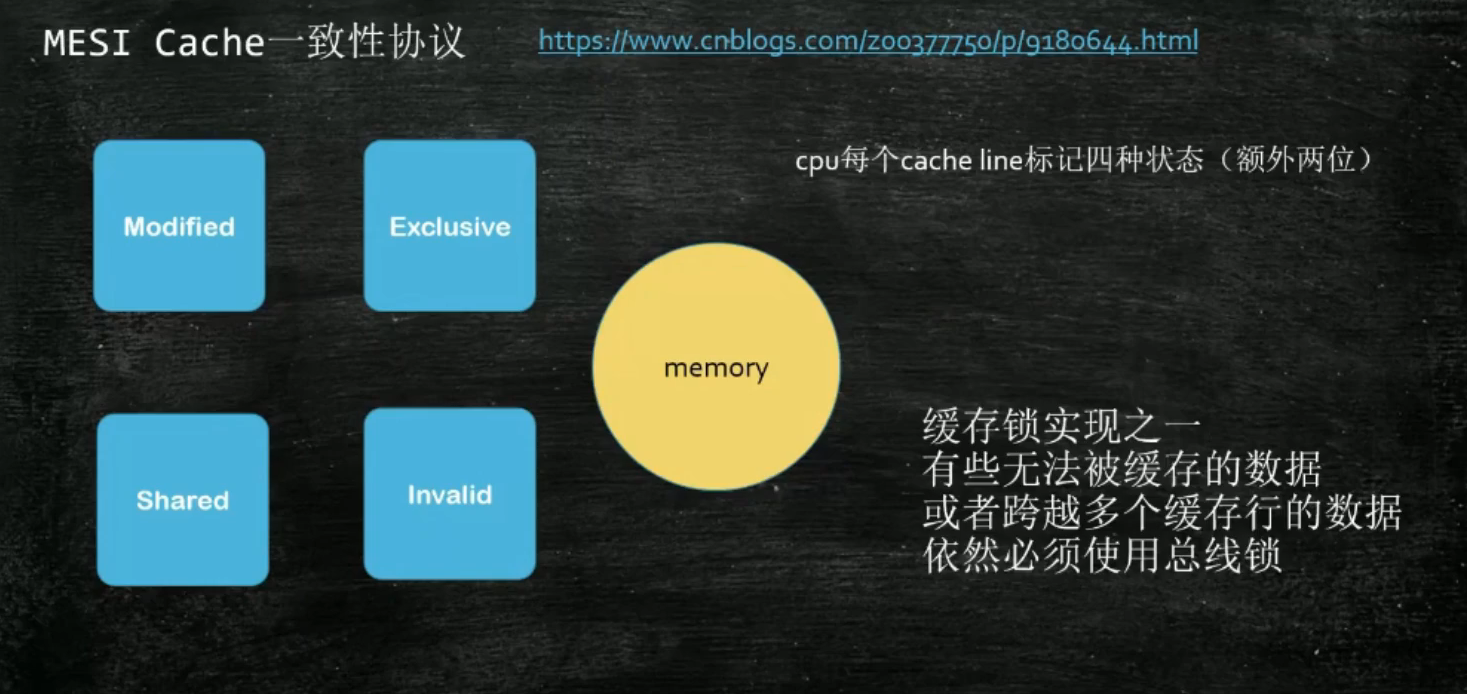 MESI Cache一致性协议
https://www.cnblogs.com/z00377750/p/9180644.html
cpu每个cache line标记四种状态（额外两位）
Modified
Exclusive
memory
Shared
Invalid
缓存锁实现之一
有些无法被缓存的数据
或者跨越多个缓存行的数据
依然必须使用总线锁